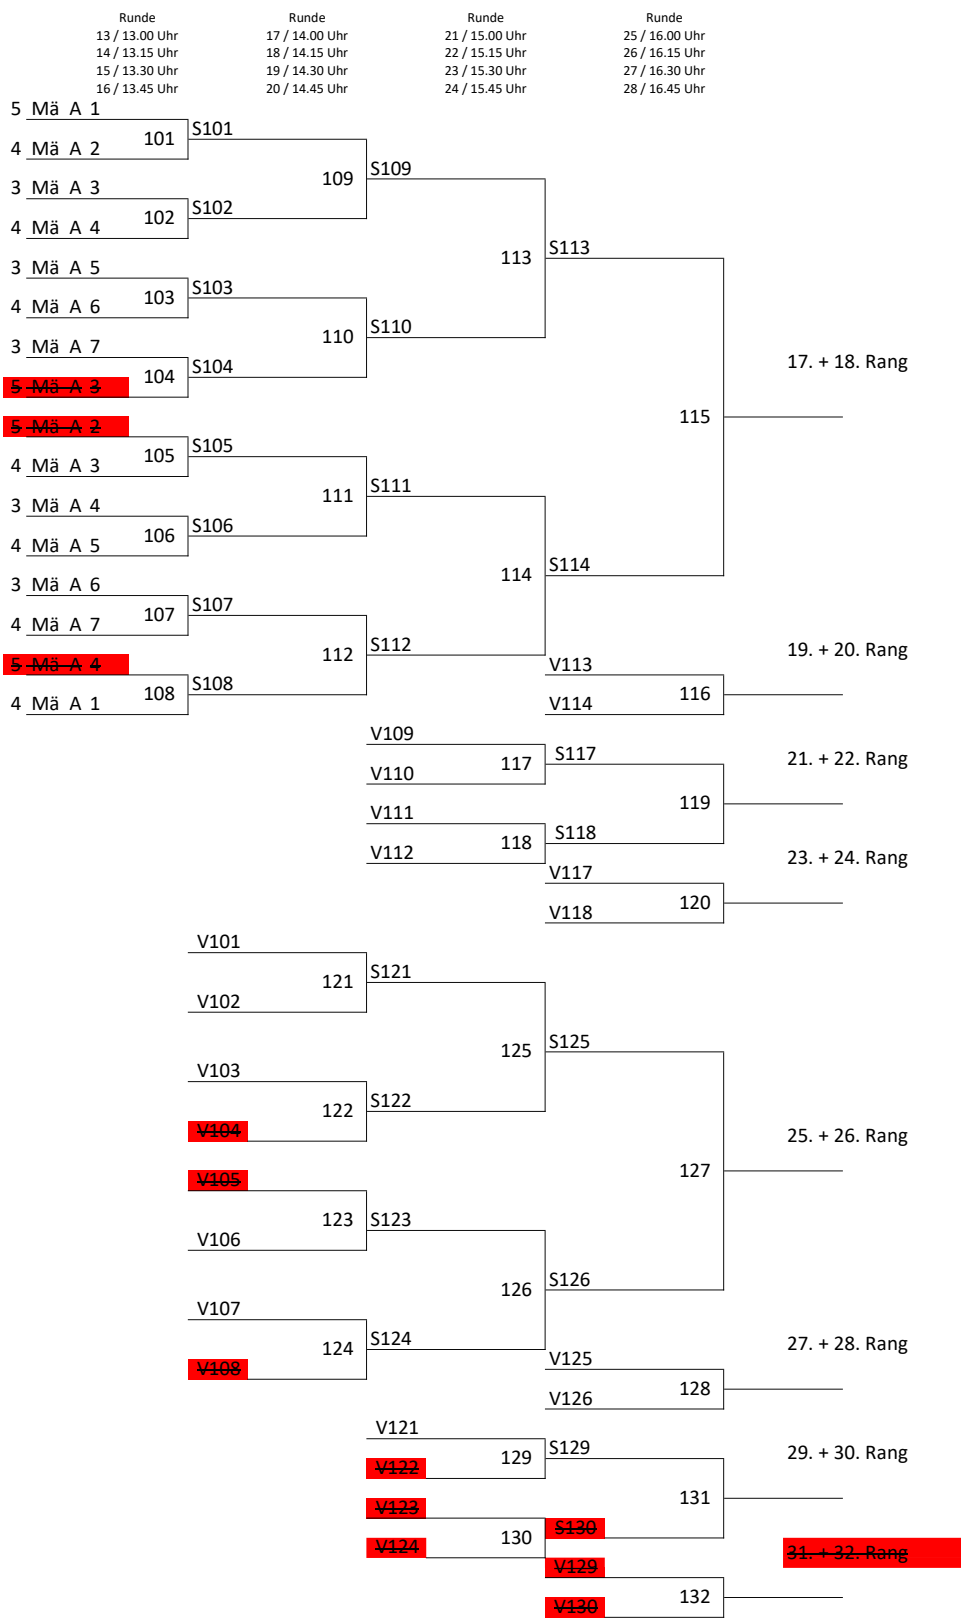 Runde Runde Runde Runde
13 / 13.00 Uhr 17 / 14.00 Uhr 21 / 15.00 Uhr 25 / 16.00 Uhr
14 / 13.15 Uhr 18 / 14.15 Uhr 22 / 15.15 Uhr 26 / 16.15 Uhr
15 / 13.30 Uhr 19 / 14.30 Uhr 23 / 15.30 Uhr 27 / 16.30 Uhr
16 / 13.45 Uhr 20 / 14.45 Uhr 24 / 15.45 Uhr 28 / 16.45 Uhr
5 Mä A 1
101 S101
4 Mä A 2
109 S109
3 Mä A 3
102 S102
4 Mä A 4
113 S113
3 Mä A 5
103 S103
4 Mä A 6
110 S110
3 Mä A 7
17. + 18. Rang
104 S104
5 Mä A 3
115
5 Mä A 2
105 S105
4 Mä A 3
111 S111
3 Mä A 4
106 S106
4 Mä A 5
114 S114
3 Mä A 6
107 S107
4 Mä A 7
112 S112
19. + 20. Rang
5 Mä A 4
V113
108 S108
116
4 Mä A 1
V114
V109
117 S117
21. + 22. Rang
V110
119
V111
118 S118
V112
23. + 24. Rang
V117
120
V118
V101
121 S121
V102
125 S125
V103
122 S122
V104
25. + 26. Rang
127
V105
123 S123
V106
126 S126
V107
124 S124
27. + 28. Rang
V108
V125
128
V126
V121
129 S129
29. + 30. Rang
V122
131
V123
S130
130
V124
31. + 32. Rang
V129
132
V130